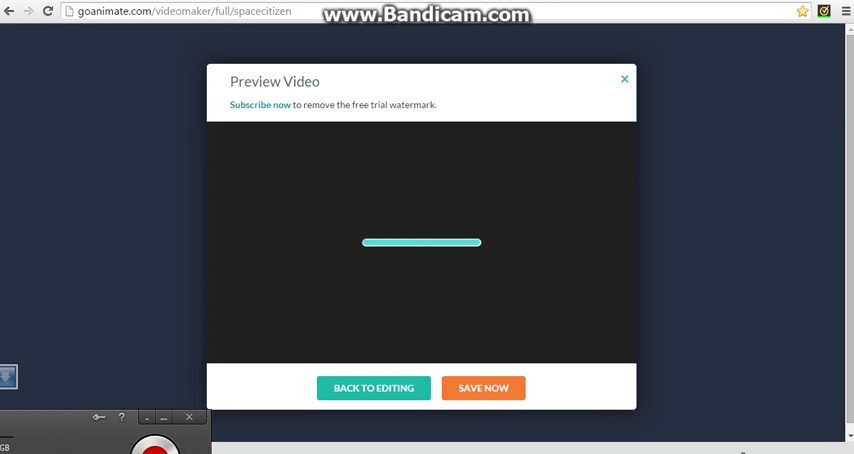 goanimate.com/videomaker/full/spacecitizen
www.Bandicam.com
Preview Video
Subscribe now to remove the free trial watermark.
BACK TO EDITING
SAVE NOW
?
GB